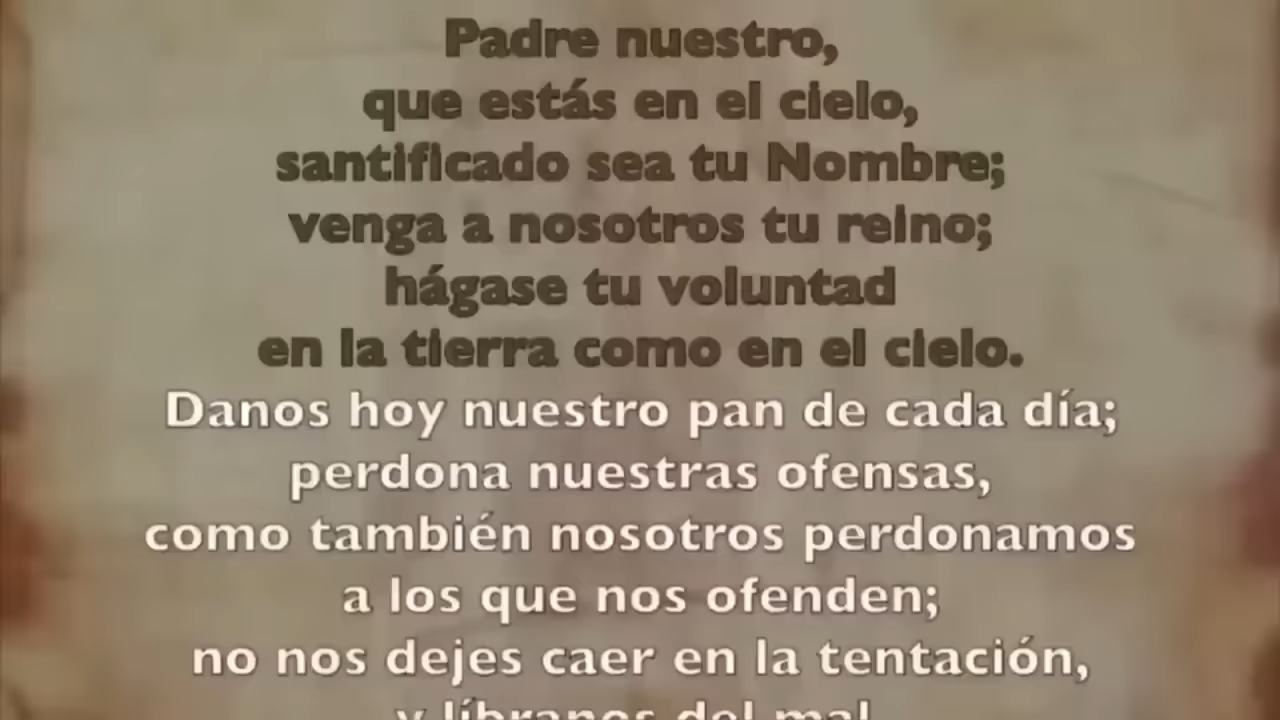 Padre nuestro,
que estás en el cielo,
santificado sea tu Nombre;
venga a nosotros tu reino;
hágase tu voluntad
en la tierra como en el cielo.
Danos hoy nuestro pan de cada día;
perdona nuestras ofensas,
como también nosotros perdonamos
a los que nos ofenden;
no nos dejes caer en la tentación,
y líbranos del mal